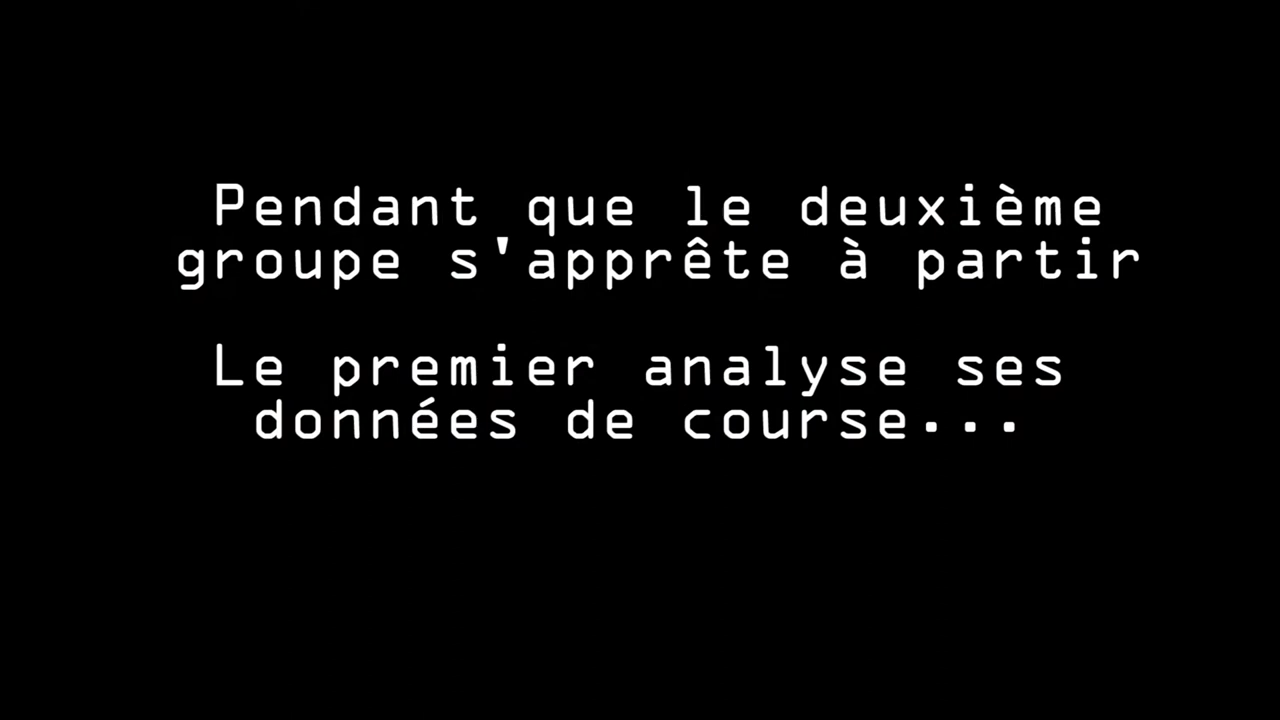 Pendant que le deuxième
groupe s'apprête à partir
Le premier analyse ses
données de course...